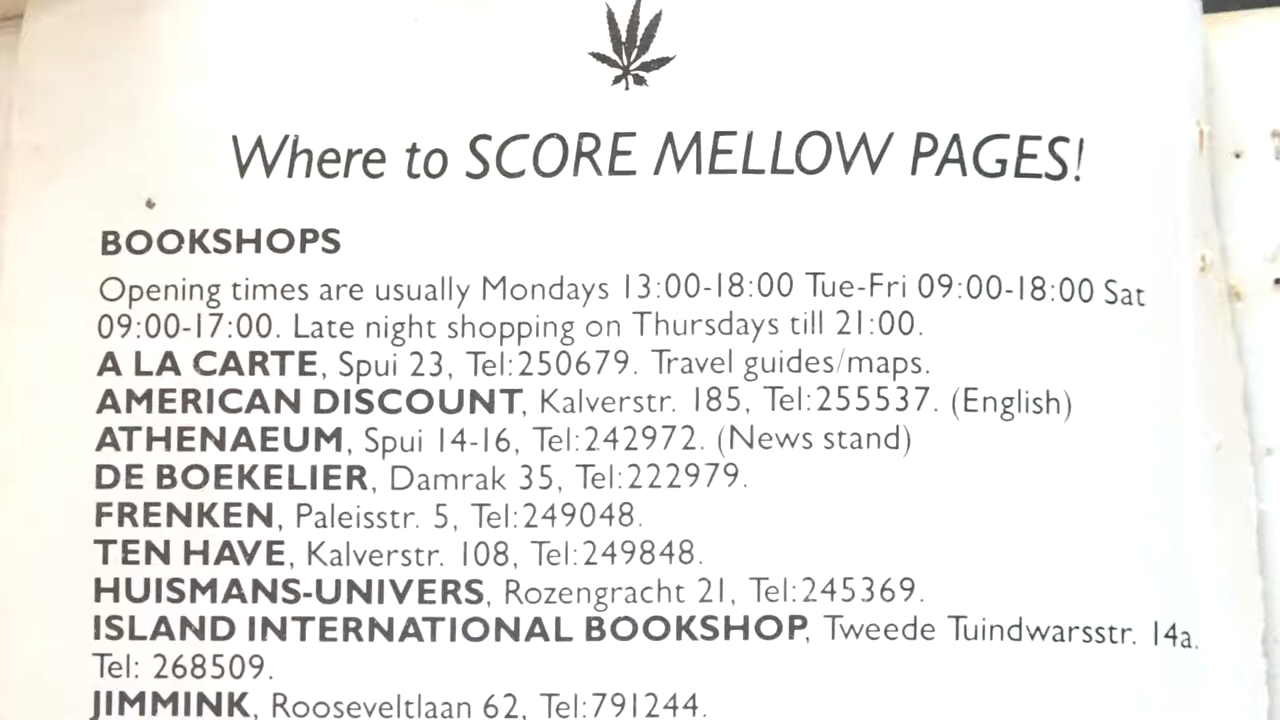 Where to SCORE MELLOW PAGES!
BOOKSHOPS
Opening times are usually Mondays 13:00-18:00 Tue-Fri 09:00-18:00 Sat
09:00-17:00. Late night shopping on Thursdays till 21:00.
A LA CARTE, Spui 23, Tel:250679. Travel guides/maps.
AMERICAN DISCOUNT, Kalverstr. 185, Tel:255537. (English)
ATHENAEUM, Spui 14-16, Tel:242972. (News stand)
DE BOEKELIER, Damrak 35, Tel:222979.
FRENKEN, Paleisstr. 5, Tel:249048.
TEN HAVE, Kalverstr. 108, Tel:249848.
HUISMANS-UNIVERS, Rozengracht 21, Tel:245369.
ISLAND INTERNATIONAL BOOKSHOP, Tweede Tuindwarsstr. 14a.
Tel: 268509.
JIMMINK, Rooseveltlaan 62, Tel:791244.